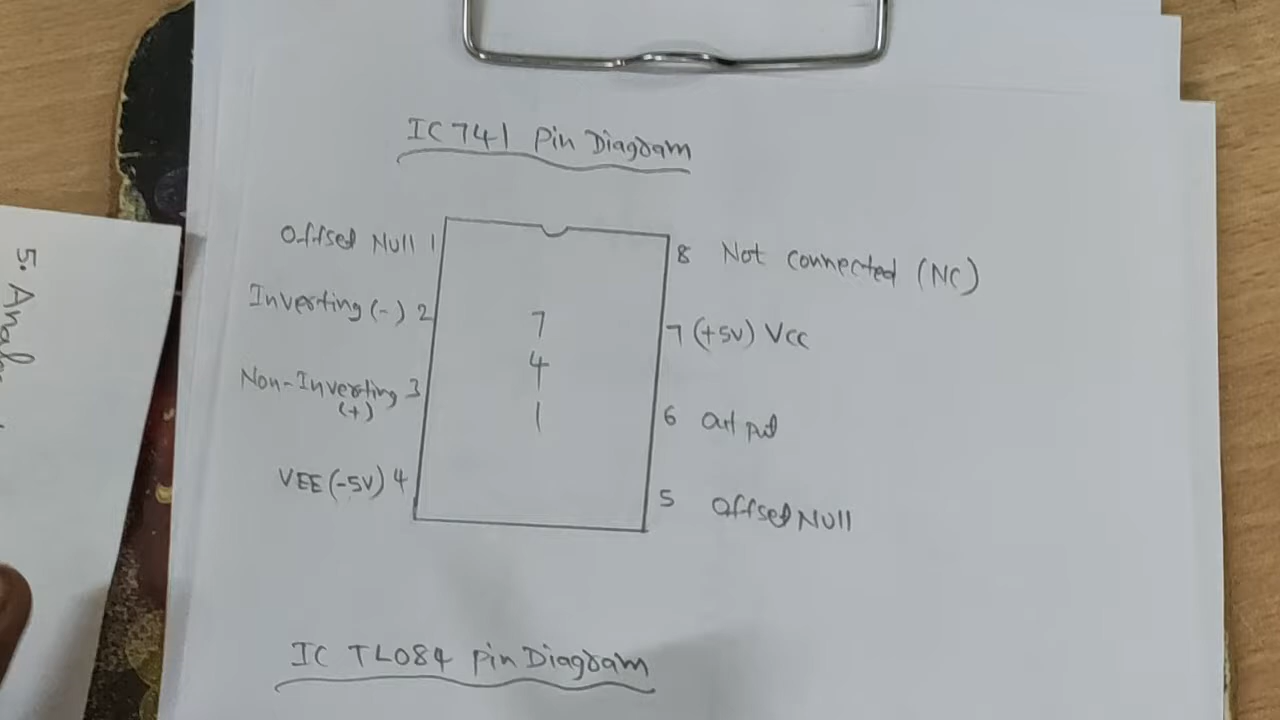 IC 741 Pin Diagram
Offset Null 1
8 Not connected (NC)
Inverting (-) 2
7 (+5V) VCC
Non-Inverting 3
(+)
6 Output
VEE (-5V) 4
5 Offset Null
7
4
1
IC TL084 Pin Diagram
5. Anal